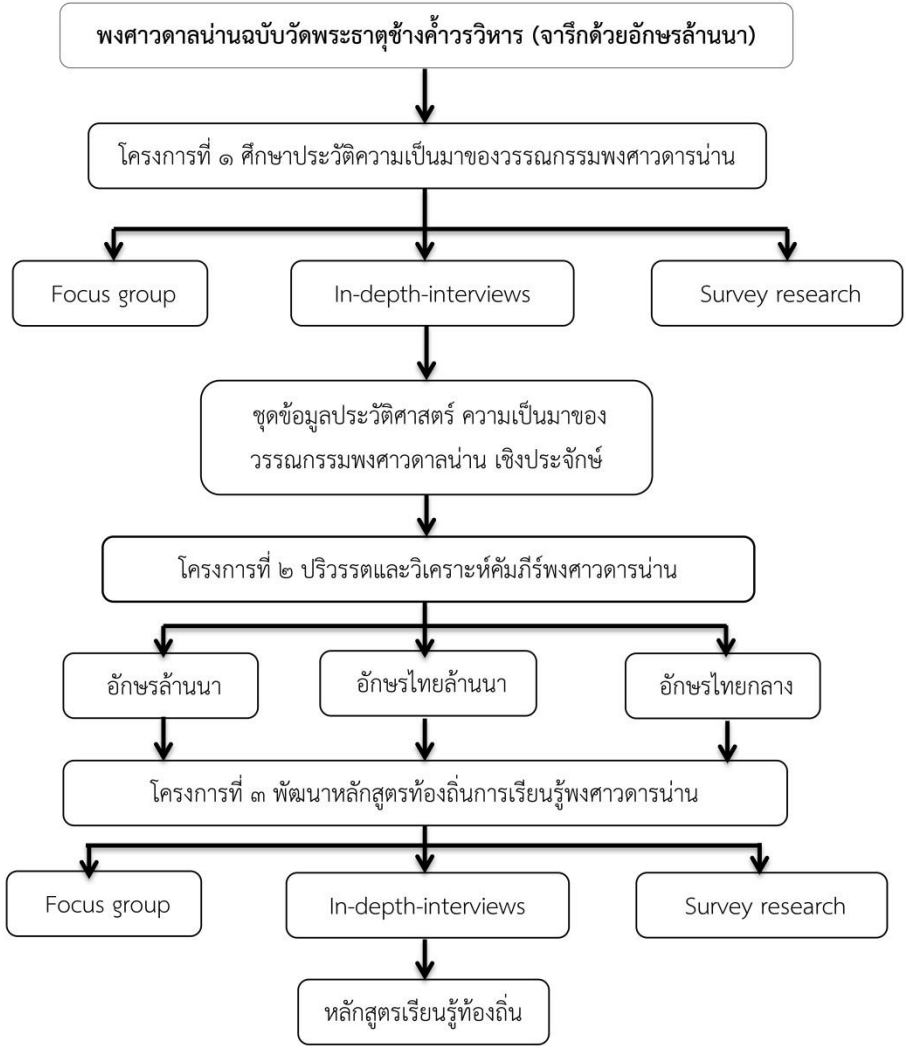 พงศาวดาลน่านฉบับวัดพระธาตุช้างค้ำวรวิหาร (จารึกด้วยอักษรล้านนา)
โครงการที่ ๑ ศึกษาประวัติความเป็นมาของวรรณกรรมพงศาวดารน่าน
Focus group
In-depth-interviews
Survey research
ชุดข้อมูลประวัติศาสตร์ ความเป็นมาของ
วรรณกรรมพงศาวดาลน่าน เชิงประจักษ์
โครงการที่ ๒ ปริวรรตและวิเคราะห์คัมภีร์พงศาวดารน่าน
อักษรล้านนา
อักษรไทยล้านนา
อักษรไทยกลาง
โครงการที่ ๓ พัฒนาหลักสูตรท้องถิ่นการเรียนรู้พงศาวดารน่าน
Focus group
In-depth-interviews
Survey research
หลักสูตรเรียนรู้ท้องถิ่น